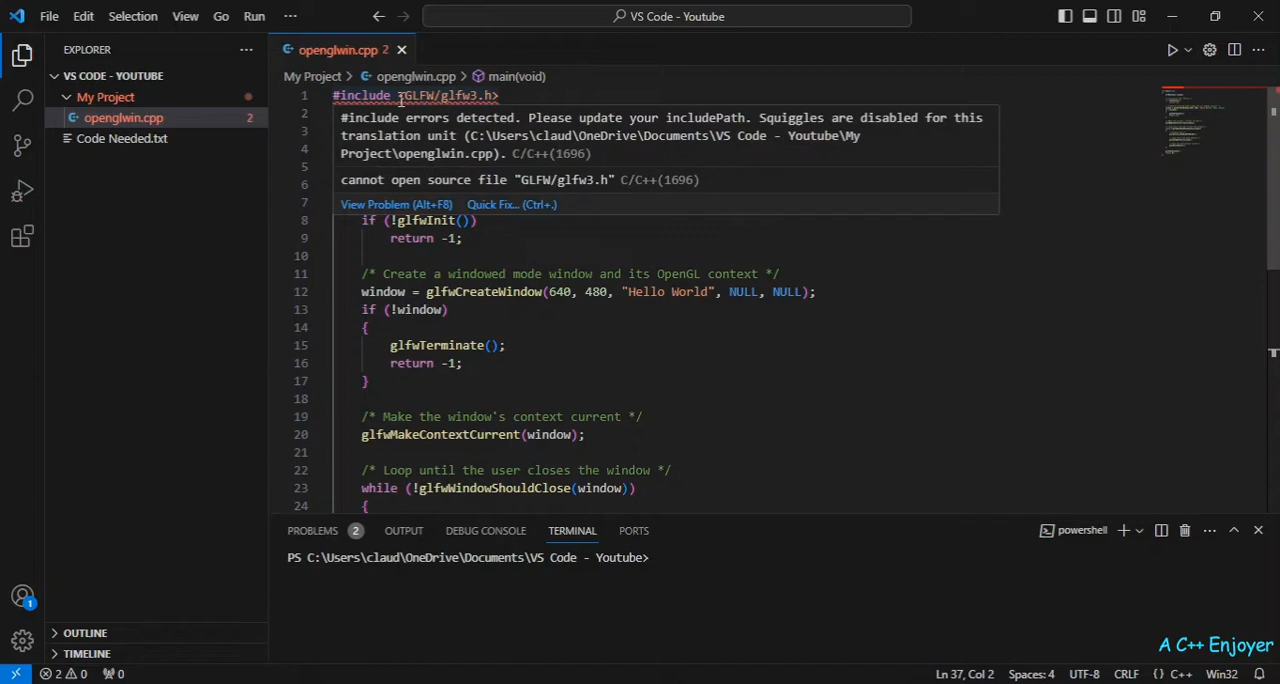 File Edit Selection View Go Run ··· VS Code - Youtube
EXPLORER ···
VS CODE - YOUTUBE
My Project
openglwin.cpp 2
Code Needed.txt
OUTLINE
TIMELINE
openglwin.cpp 2
My Project > openglwin.cpp > main(void)
1 #include <GLFW/glfw3.h>
2
3
4
5
6
7
#include errors detected. Please update your includePath. Squiggles are disabled for this
translation unit (C:\Users\claud\OneDrive\Documents\VS Code - Youtube\My
Project\openglwin.cpp). C/C++(1696)
cannot open source file "GLFW/glfw3.h" C/C++(1696)
View Problem (Alt+F8) Quick Fix... (Ctrl+.)
8 if (!glfwInit())
9 return -1;
10
11 /* Create a windowed mode window and its OpenGL context */
12 window = glfwCreateWindow(640, 480, "Hello World", NULL, NULL);
13 if (!window)
14 {
15 glfwTerminate();
16 return -1;
17 }
18
19 /* Make the window's context current */
20 glfwMakeContextCurrent(window);
21
22 /* Loop until the user closes the window */
23 while (!glfwWindowShouldClose(window))
24 {
PROBLEMS 2 OUTPUT DEBUG CONSOLE TERMINAL PORTS powershell ···
PS C:\Users\claud\OneDrive\Documents\VS Code - Youtube>
1
A C++ Enjoyer
2 0 0 Ln 37, Col 2 Spaces: 4 UTF-8 CRLF {} C++ Win32